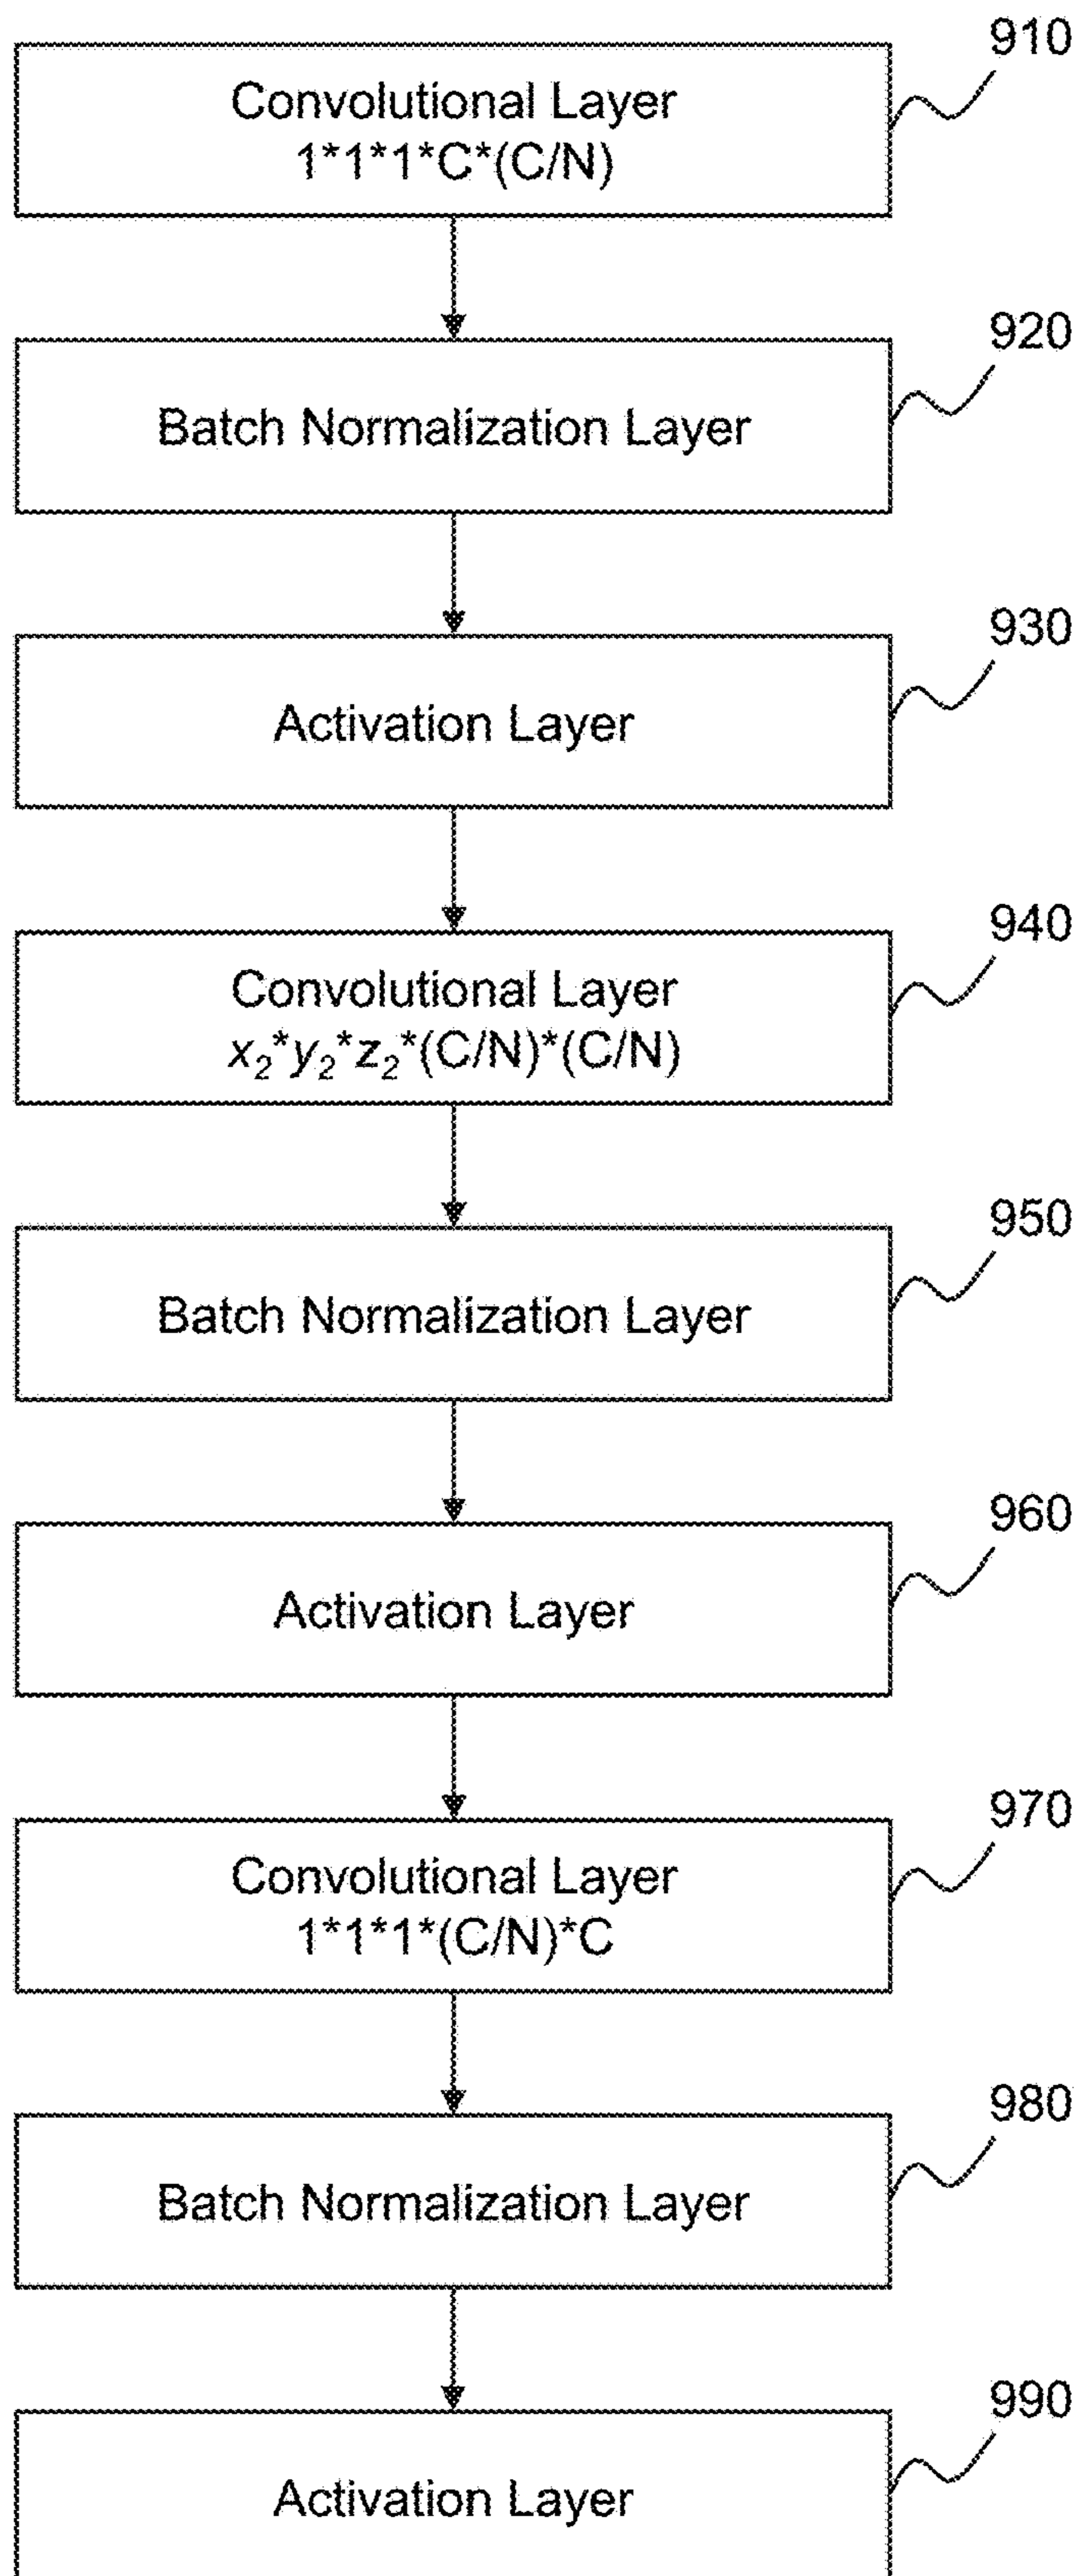 910
Convolutional Layer
1*1*1*C*(C/N)
920
Batch Normalization Layer
930
Activation Layer
940
Convolutional Layer
x₂*y₂*z₂*(C/N)*(C/N)
950
Batch Normalization Layer
960
Activation Layer
970
Convolutional Layer
1*1*1*(C/N)*C
980
Batch Normalization Layer
990
Activation Layer